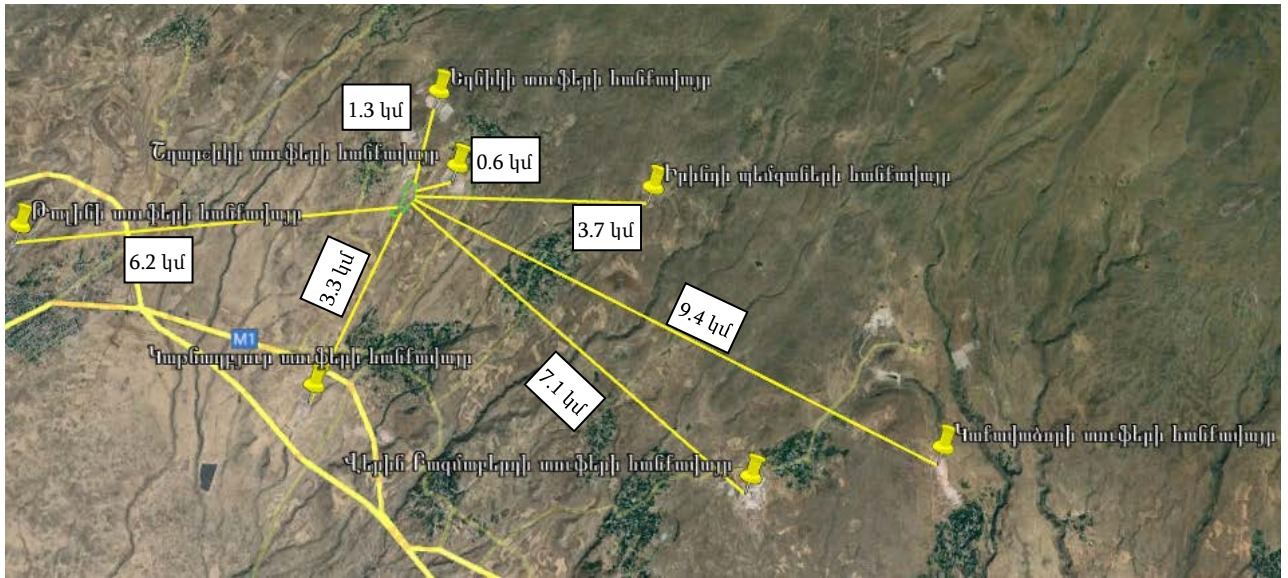 Եղնիկի տուֆերի հանքավայր
1.3 կմ
Շղարշիկի տուֆերի հանքավայր
0.6 կմ
Իրինդի պեմզաների հանքավայր
Թալինի տուֆերի հանքավայր
3.7 կմ
6.2 կմ
3.3 կմ
9.4 կմ
M1
Կարմարշար տուֆերի հանքավայր
7.1 կմ
Կաքավաձորի տուֆերի հանքավայր
Վերին Բազմաբերդի տուֆերի հանքավայր